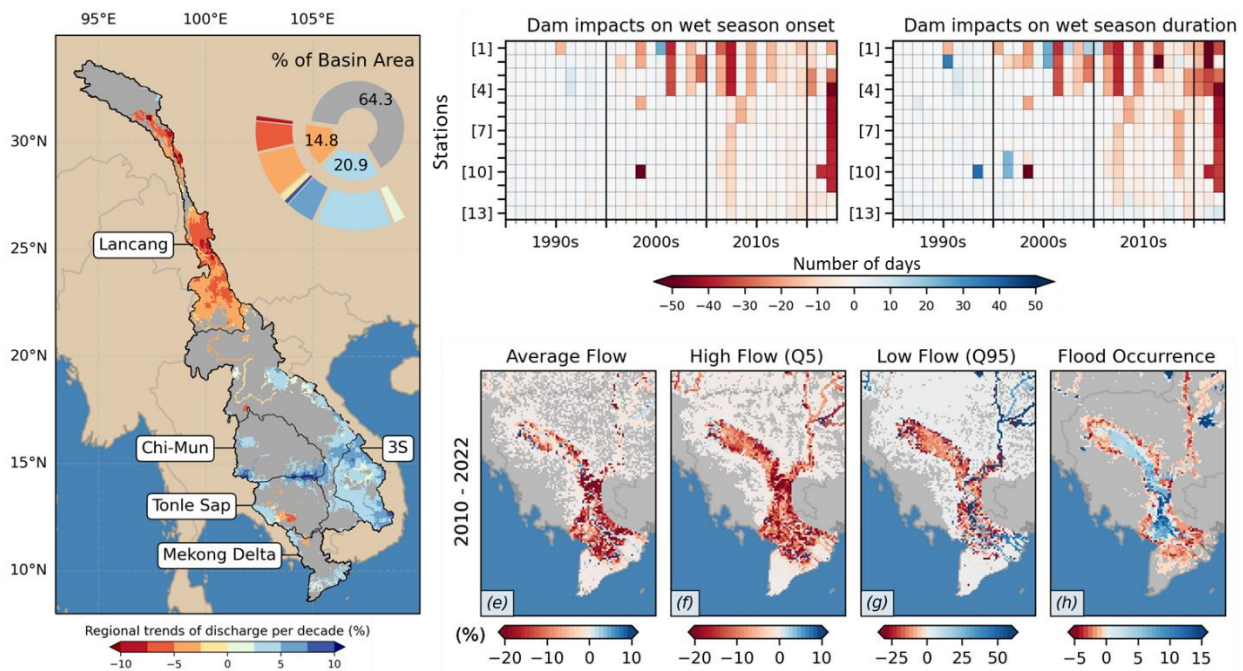 95°E 100°E 105°E
% of Basin Area
64.3
14.8
20.9
30°N
25°N
20°N
15°N
10°N
Lancang
Chi-Mun
3S
Tonle Sap
Mekong Delta
Regional trends of discharge per decade (%)
−10 −5 0 5 10
Dam impacts on wet season onset
Dam impacts on wet season duration
Stations
[1]
[4]
[7]
[10]
[13]
1990s 2000s 2010s
[1]
[4]
[7]
[10]
[13]
1990s 2000s 2010s
Number of days
−50 −40 −30 −20 −10 0 10 20 30 40 50
2010 - 2022
Average Flow
High Flow (Q5)
Low Flow (Q95)
Flood Occurrence
(e)
(f)
(g)
(h)
(%)
−20 −10 0 10
−20 −10 0 10
−25 0 25 50
−5 0 5 10 15